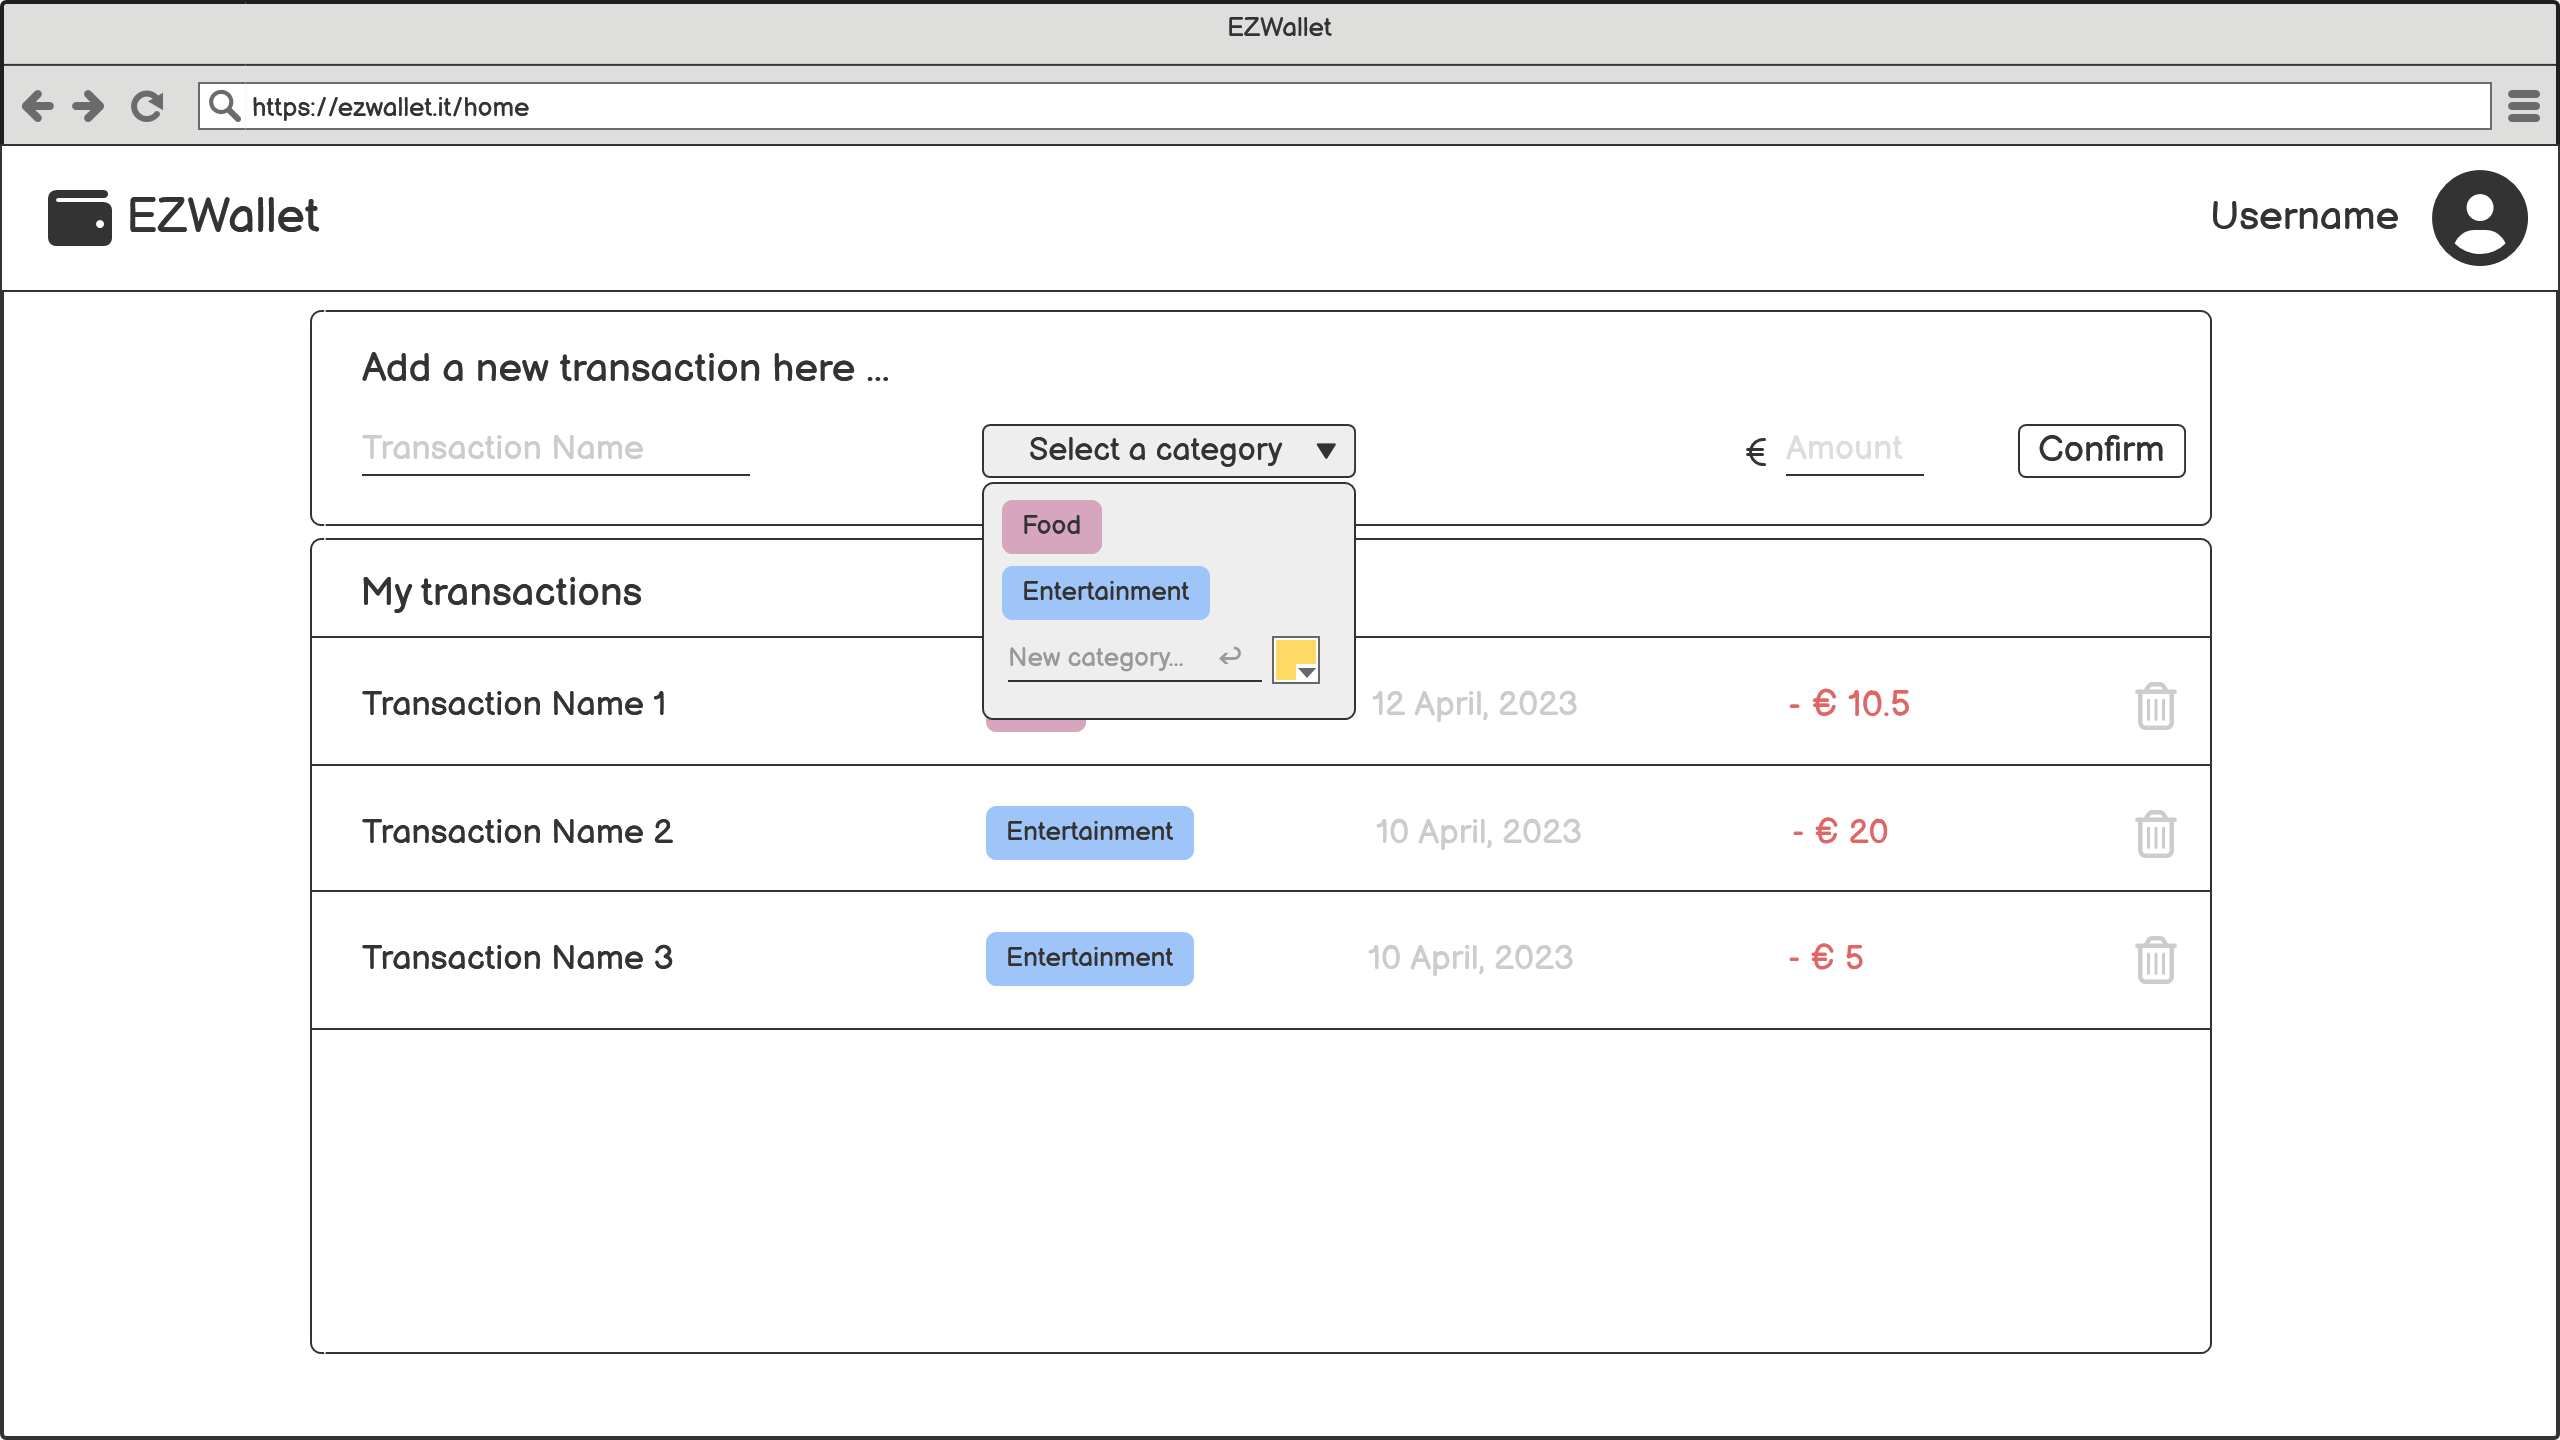 EZWallet
https://ezwallet.it/home
EZWallet
Username
Add a new transaction here ...
Transaction Name
Select a category
€ Amount
Confirm
Food
Entertainment
New category...
My transactions
Transaction Name 1
12 April, 2023
- € 10.5
Transaction Name 2
Entertainment
10 April, 2023
- € 20
Transaction Name 3
Entertainment
10 April, 2023
- € 5